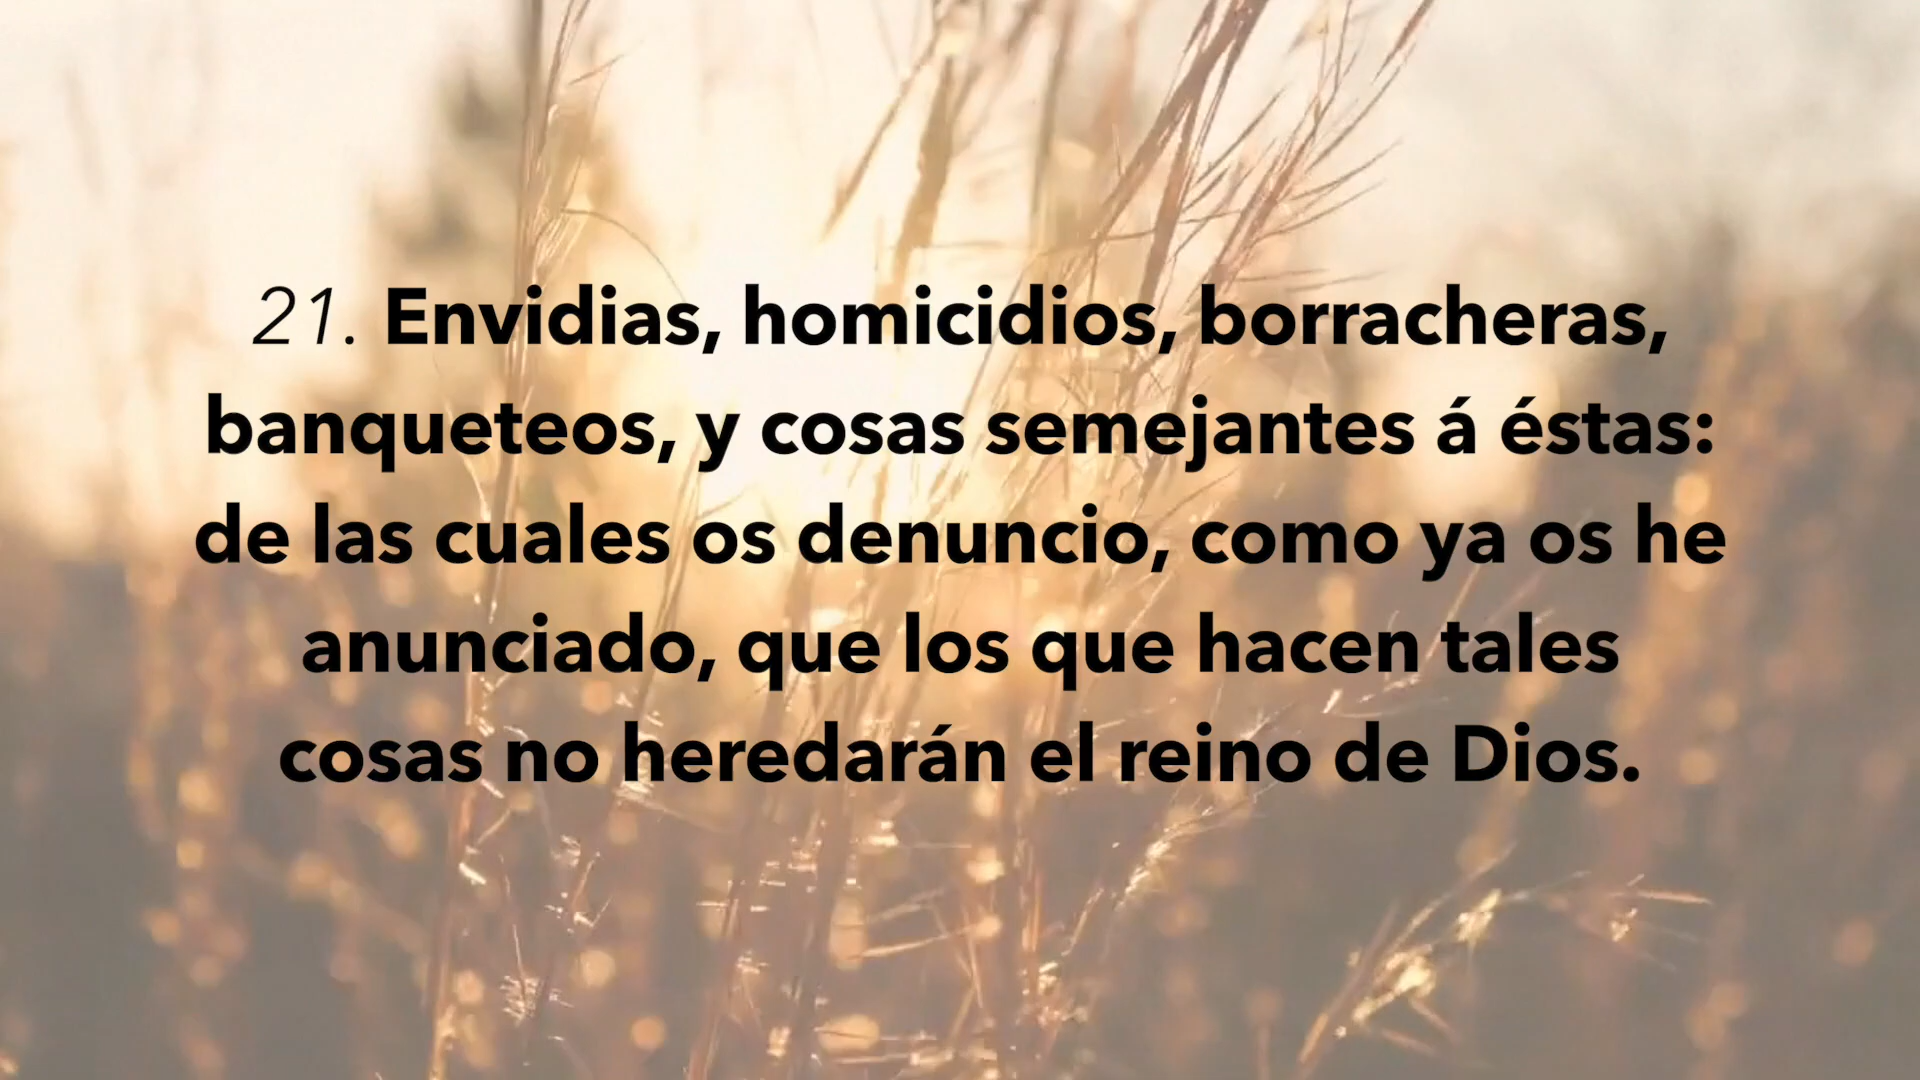 21. Envidias, homicidios, borracheras,
banqueteos, y cosas semejantes á éstas:
de las cuales os denuncio, como ya os he
anunciado, que los que hacen tales
cosas no heredarán el reino de Dios.